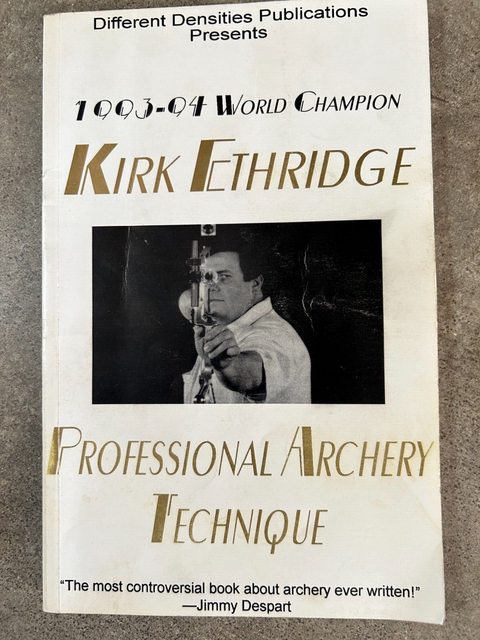 Different Densities Publications
Presents
1993-94 World Champion
Kirk Ethridge
Professional Archery
Technique
“The most controversial book about archery ever written!”
—Jimmy Despart